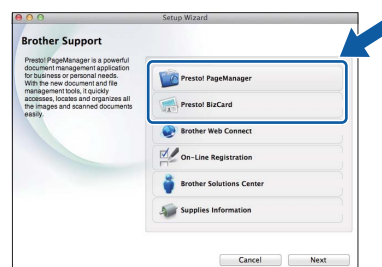 Setup Wizard
Brother Support
Presto! PageManager is a powerful
document management application
for business or personal needs.
With the new document and file
management tools, it quickly
accesses, locates and organizes all
the images and scanned documents
easily.
Presto! PageManager
Presto! BizCard
Brother Web Connect
On-Line Registration
Brother Solutions Center
Supplies Information
Cancel
Next